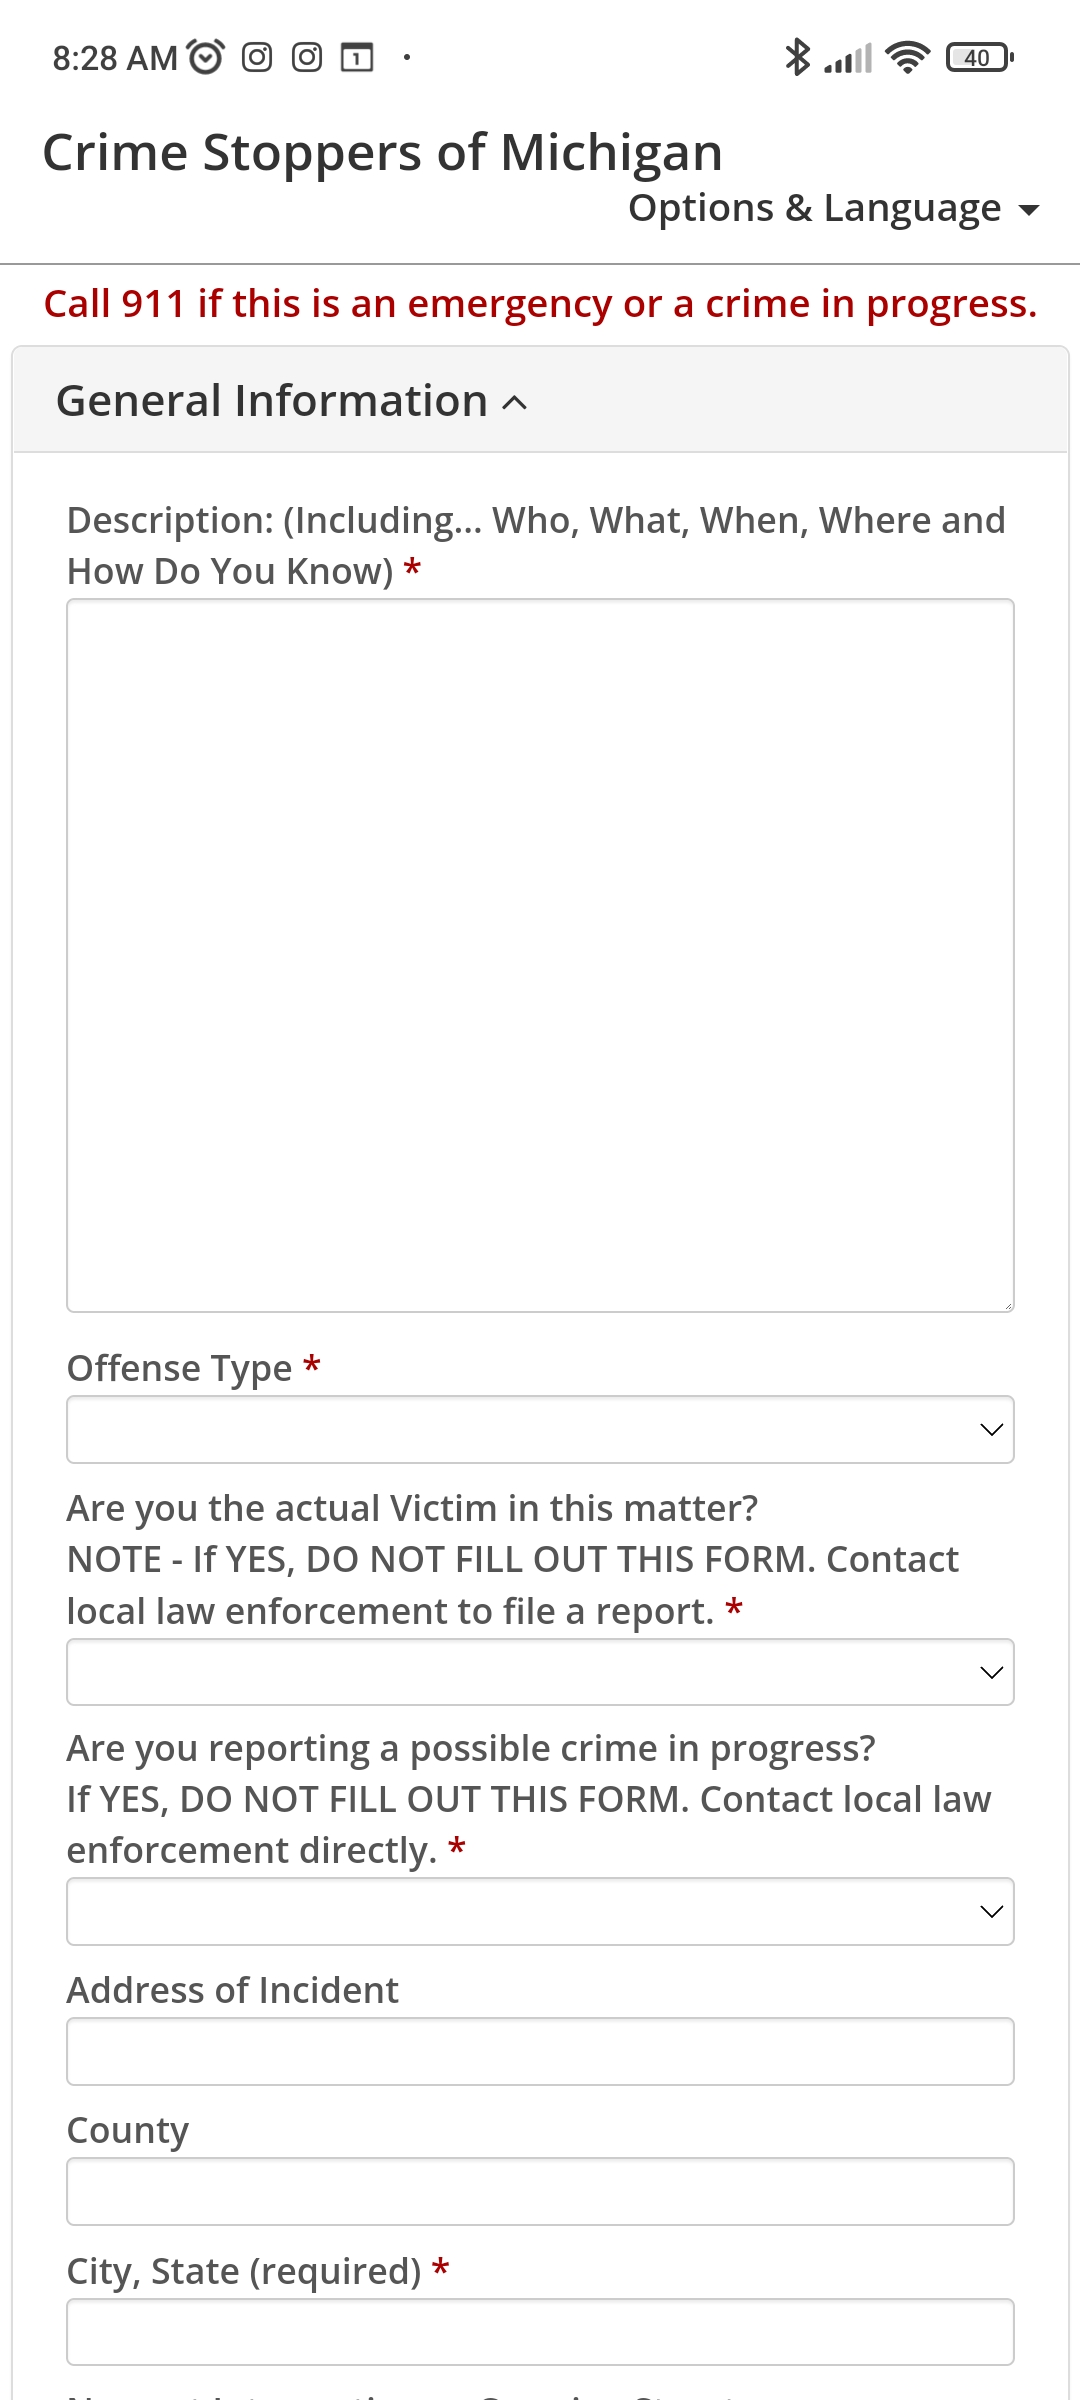 8:28 AM
40
Crime Stoppers of Michigan
Options & Language
Call 911 if this is an emergency or a crime in progress.
General Information
Description: (Including... Who, What, When, Where and
How Do You Know) *
Offense Type *
Are you the actual Victim in this matter?
NOTE - If YES, DO NOT FILL OUT THIS FORM. Contact
local law enforcement to file a report. *
Are you reporting a possible crime in progress?
If YES, DO NOT FILL OUT THIS FORM. Contact local law
enforcement directly. *
Address of Incident
County
City, State (required) *